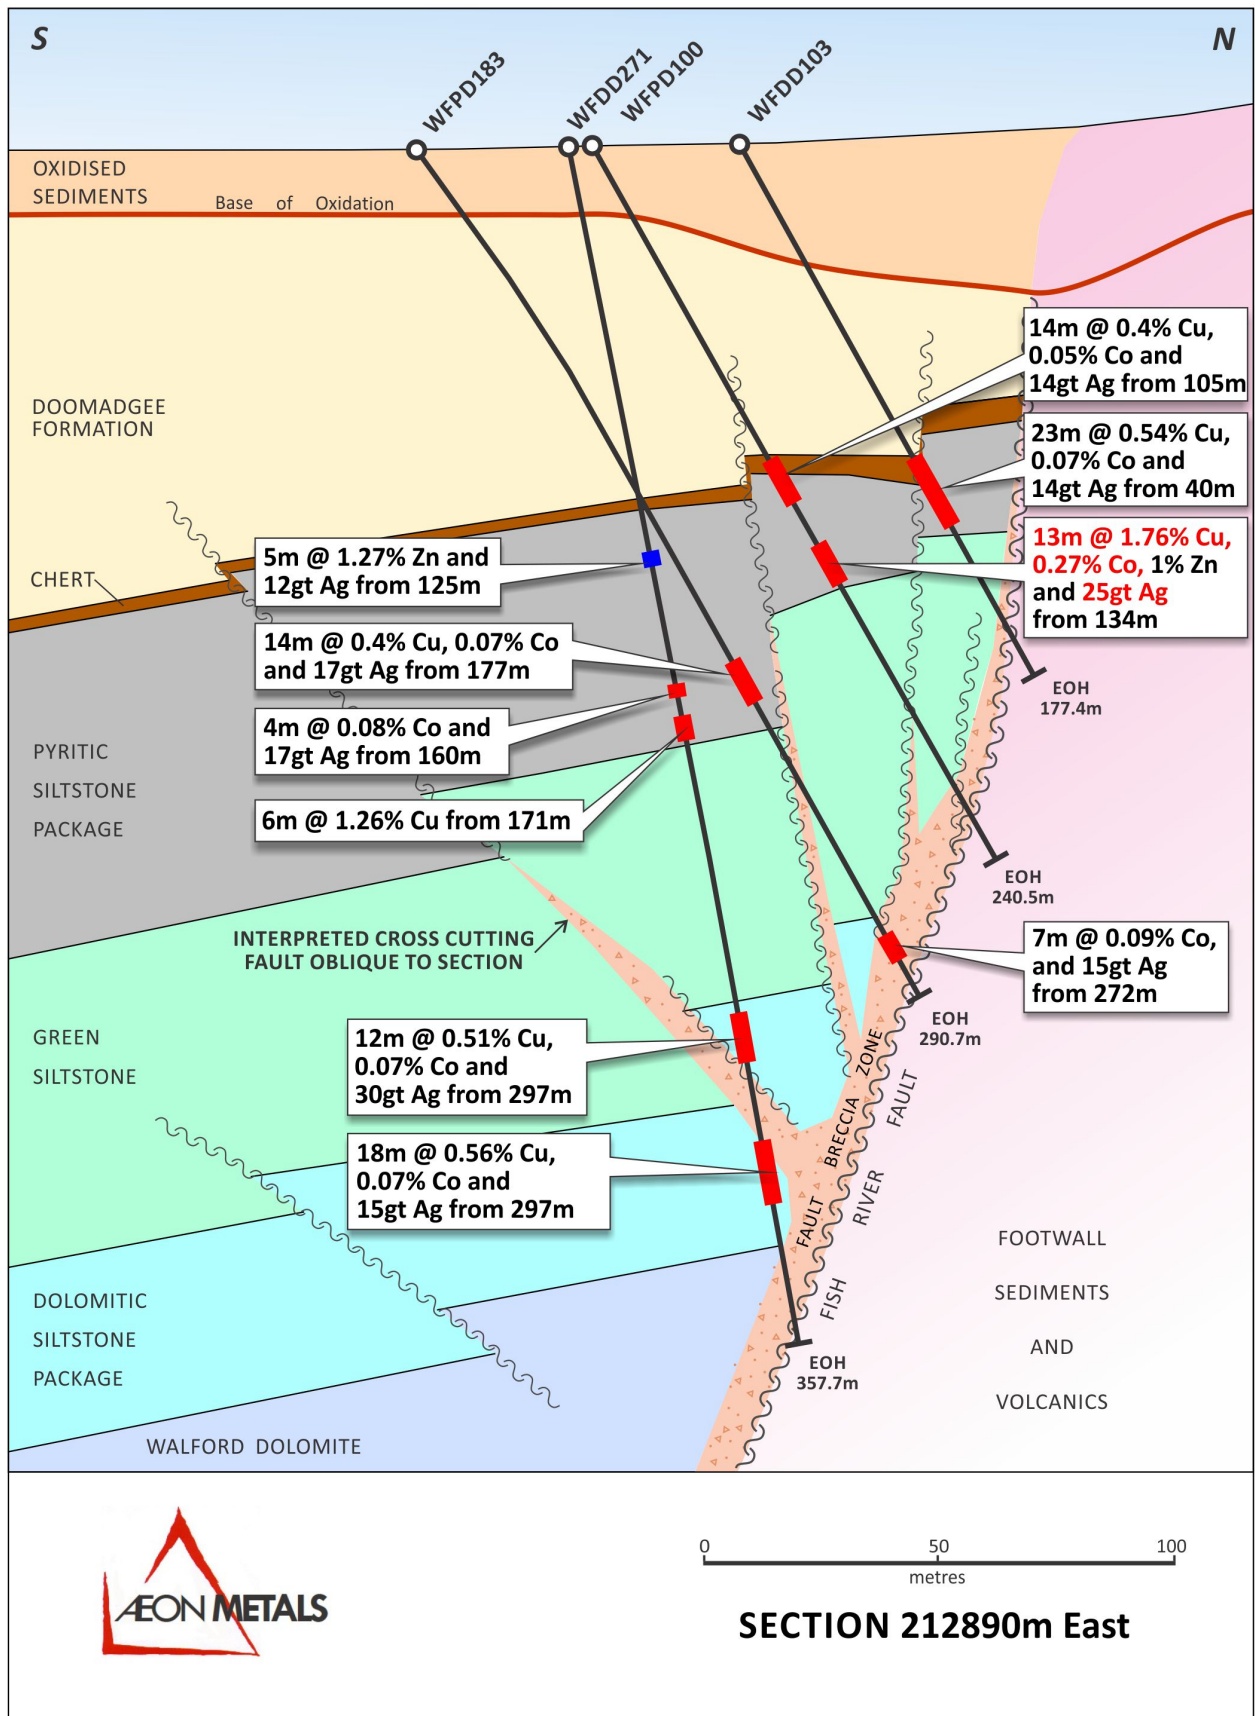 S
N
WFPD183
WFDD271
WFPD100
WFDD103
OXIDISED
SEDIMENTS
Base of Oxidation
14m @ 0.4% Cu,
0.05% Co and
14gt Ag from 105m
DOOMADGEE
FORMATION
23m @ 0.54% Cu,
0.07% Co and
14gt Ag from 40m
13m @ 1.76% Cu,
0.27% Co, 1% Zn
and 25gt Ag
from 134m
5m @ 1.27% Zn and
12gt Ag from 125m
CHERT
14m @ 0.4% Cu, 0.07% Co
and 17gt Ag from 177m
EOH
177.4m
4m @ 0.08% Co and
17gt Ag from 160m
PYRITIC
SILTSTONE
PACKAGE
6m @ 1.26% Cu from 171m
EOH
240.5m
INTERPRETED CROSS CUTTING
FAULT OBLIQUE TO SECTION
7m @ 0.09% Co,
and 15gt Ag
from 272m
EOH
290.7m
GREEN
SILTSTONE
12m @ 0.51% Cu,
0.07% Co and
30gt Ag from 297m
FAULT BRECCIA ZONE
FISH RIVER FAULT
18m @ 0.56% Cu,
0.07% Co and
15gt Ag from 297m
FOOTWALL
SEDIMENTS
AND
VOLCANICS
DOLOMITIC
SILTSTONE
PACKAGE
EOH
357.7m
WALFORD DOLOMITE
ÆON METALS
0 50 100
metres
SECTION 212890m East